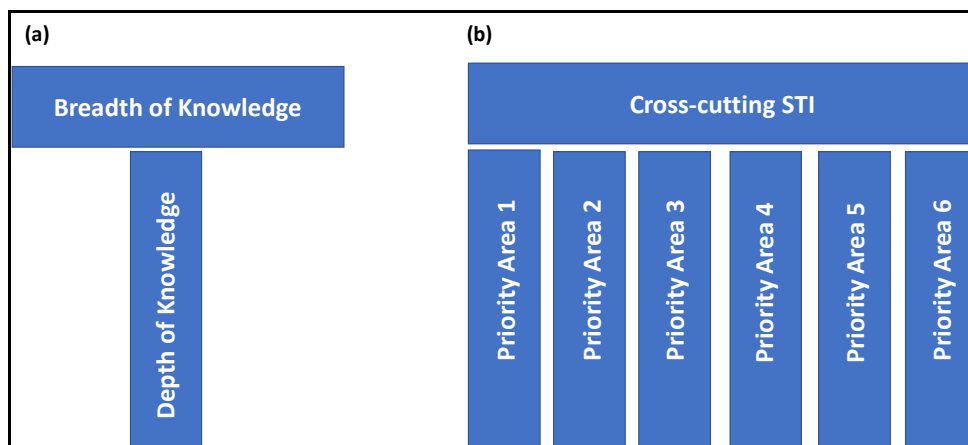 (a)
Breadth of Knowledge
Depth of Knowledge
(b)
Cross-cutting STI
Priority Area 1
Priority Area 2
Priority Area 3
Priority Area 4
Priority Area 5
Priority Area 6